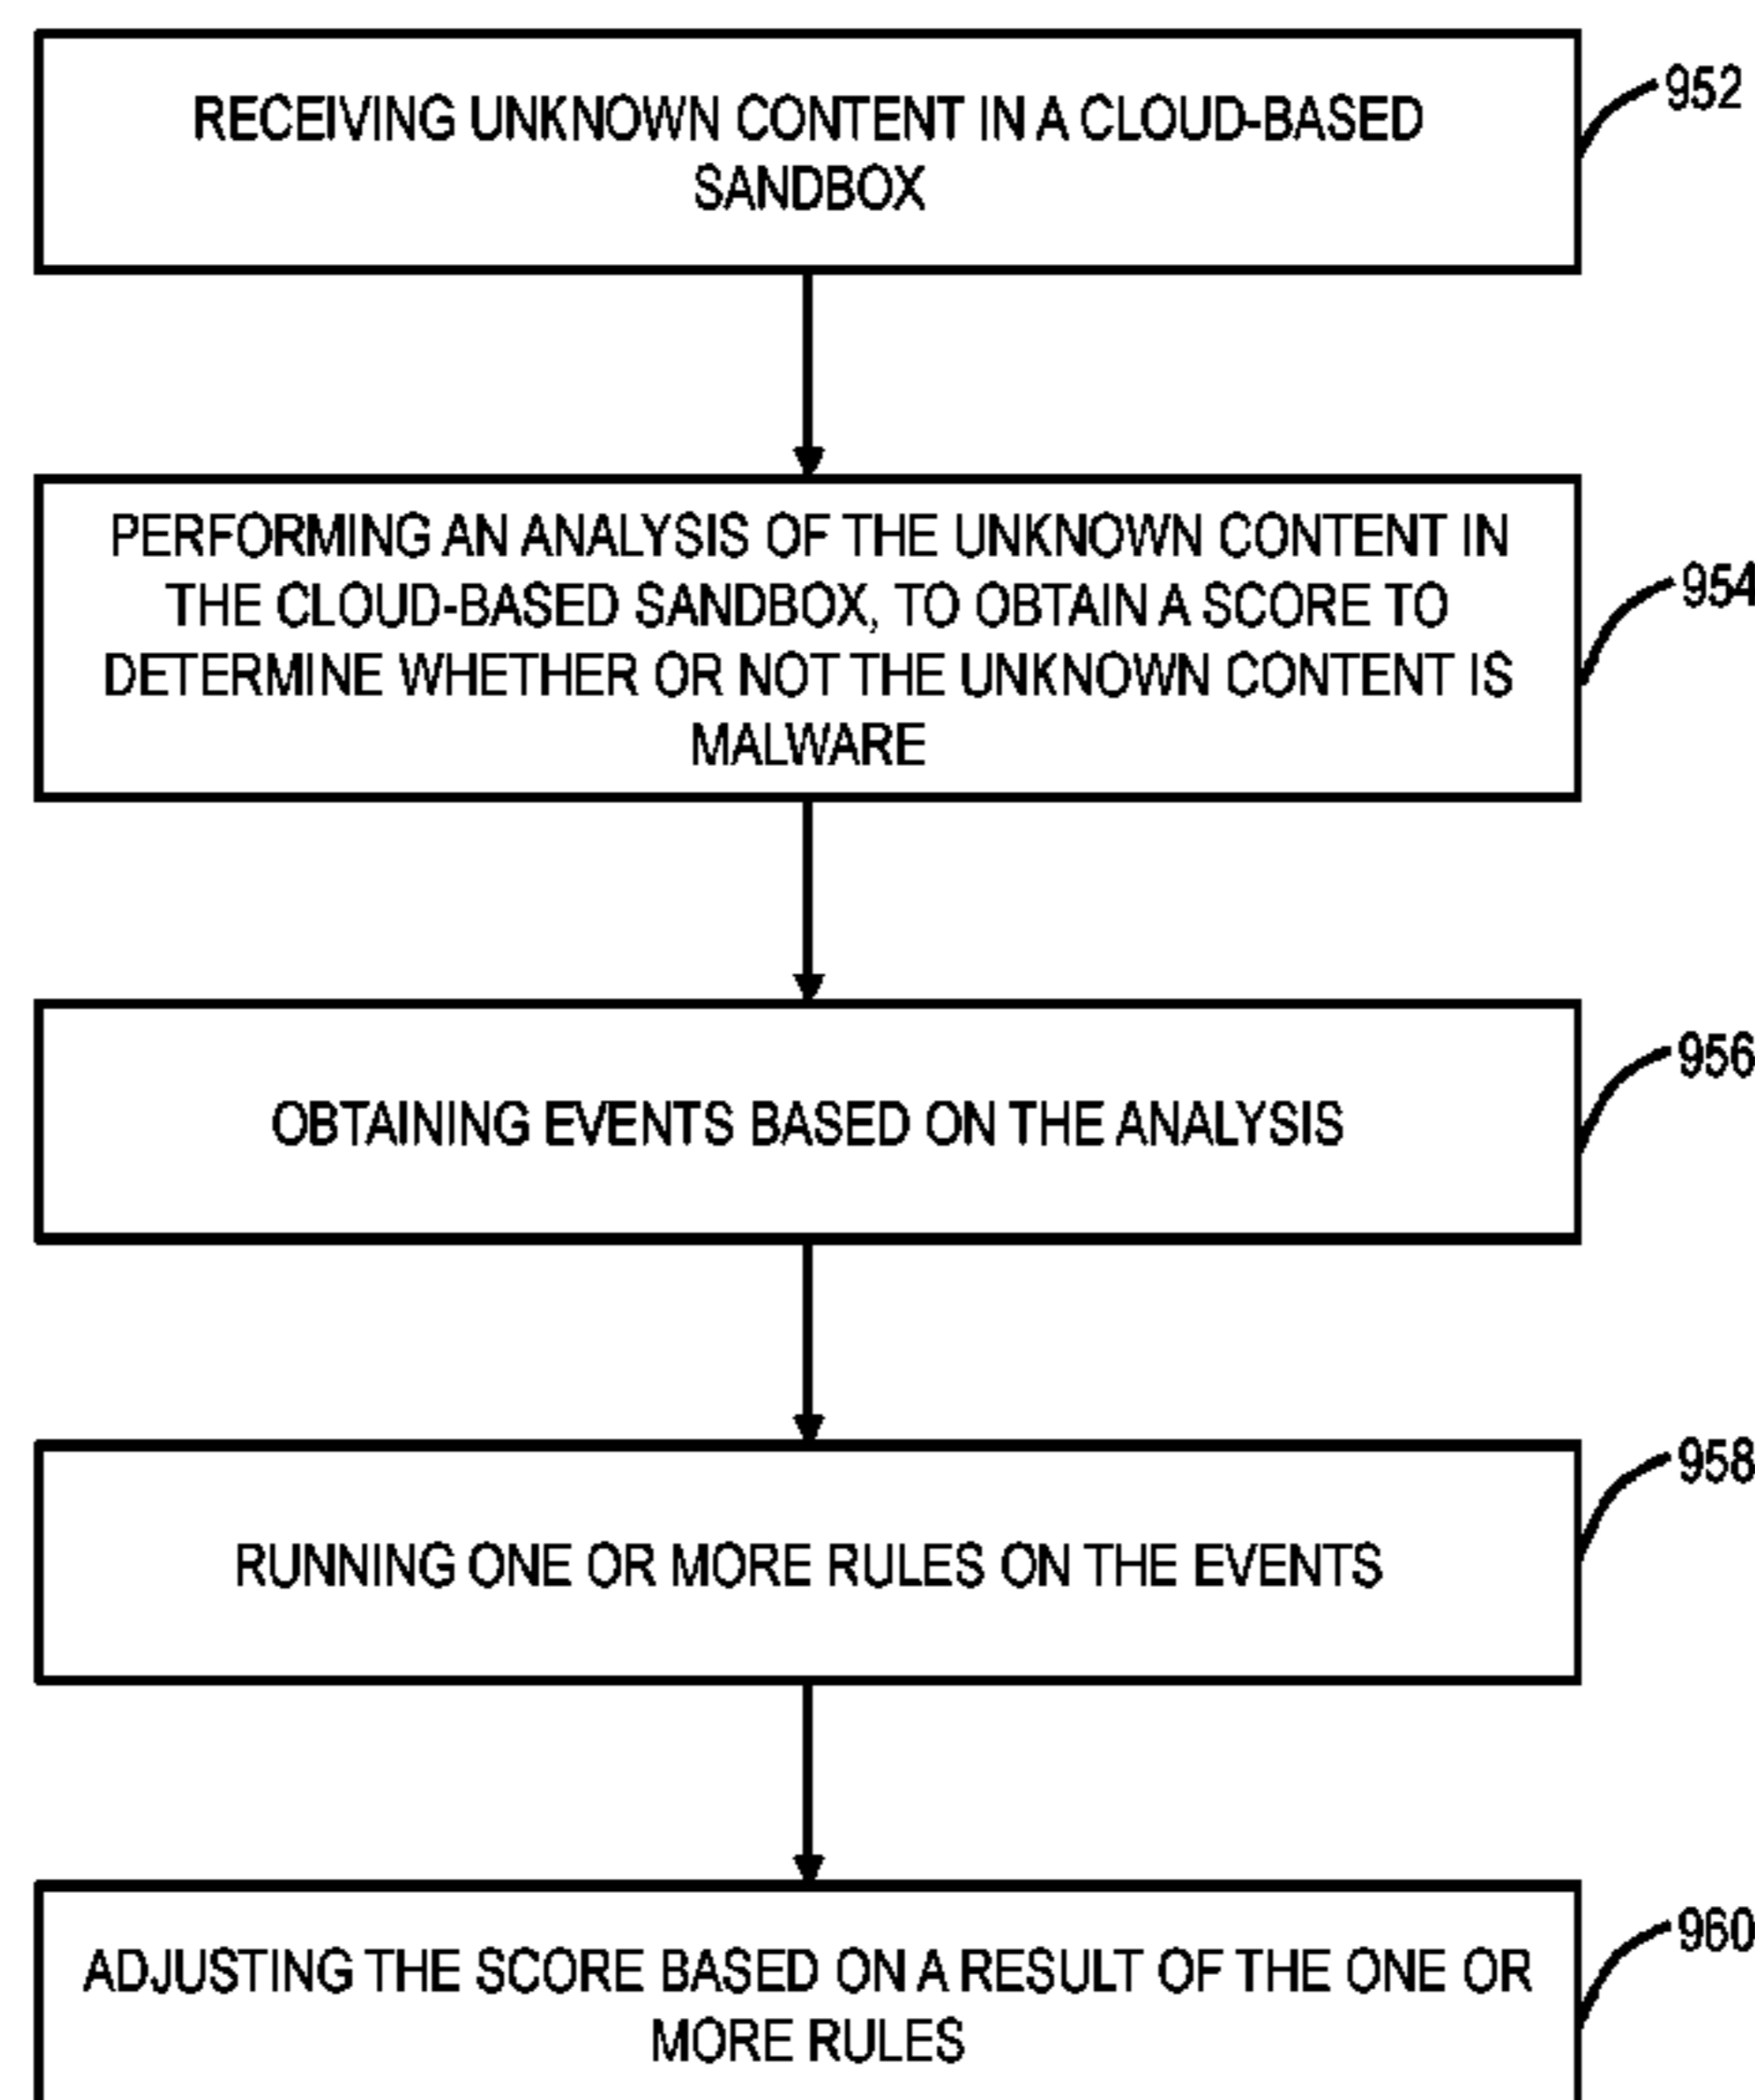 RECEIVING UNKNOWN CONTENT IN A CLOUD-BASED
SANDBOX
952
PERFORMING AN ANALYSIS OF THE UNKNOWN CONTENT IN
THE CLOUD-BASED SANDBOX, TO OBTAIN A SCORE TO
DETERMINE WHETHER OR NOT THE UNKNOWN CONTENT IS
MALWARE
954
OBTAINING EVENTS BASED ON THE ANALYSIS
956
RUNNING ONE OR MORE RULES ON THE EVENTS
958
ADJUSTING THE SCORE BASED ON A RESULT OF THE ONE OR
MORE RULES
960